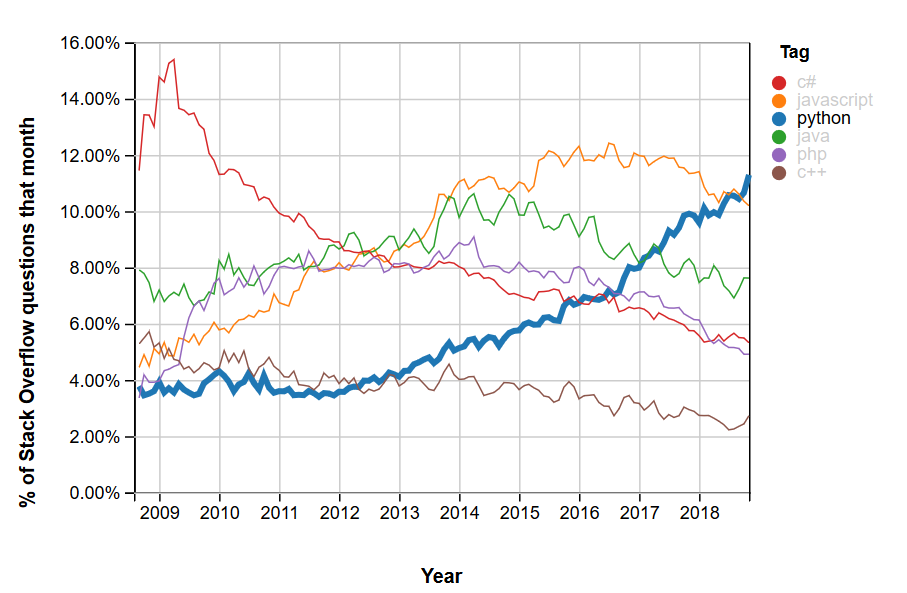 16.00%
14.00%
12.00%
10.00%
8.00%
6.00%
4.00%
2.00%
0.00%
% of Stack Overflow questions that month
2009 2010 2011 2012 2013 2014 2015 2016 2017 2018
Year
Tag
c#
javascript
python
java
php
c++